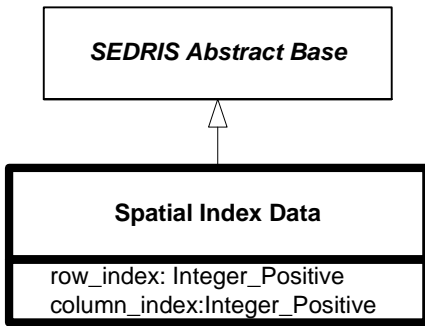 SEDRIS Abstract Base
Spatial Index Data
row_index: Integer_Positive
column_index:Integer_Positive